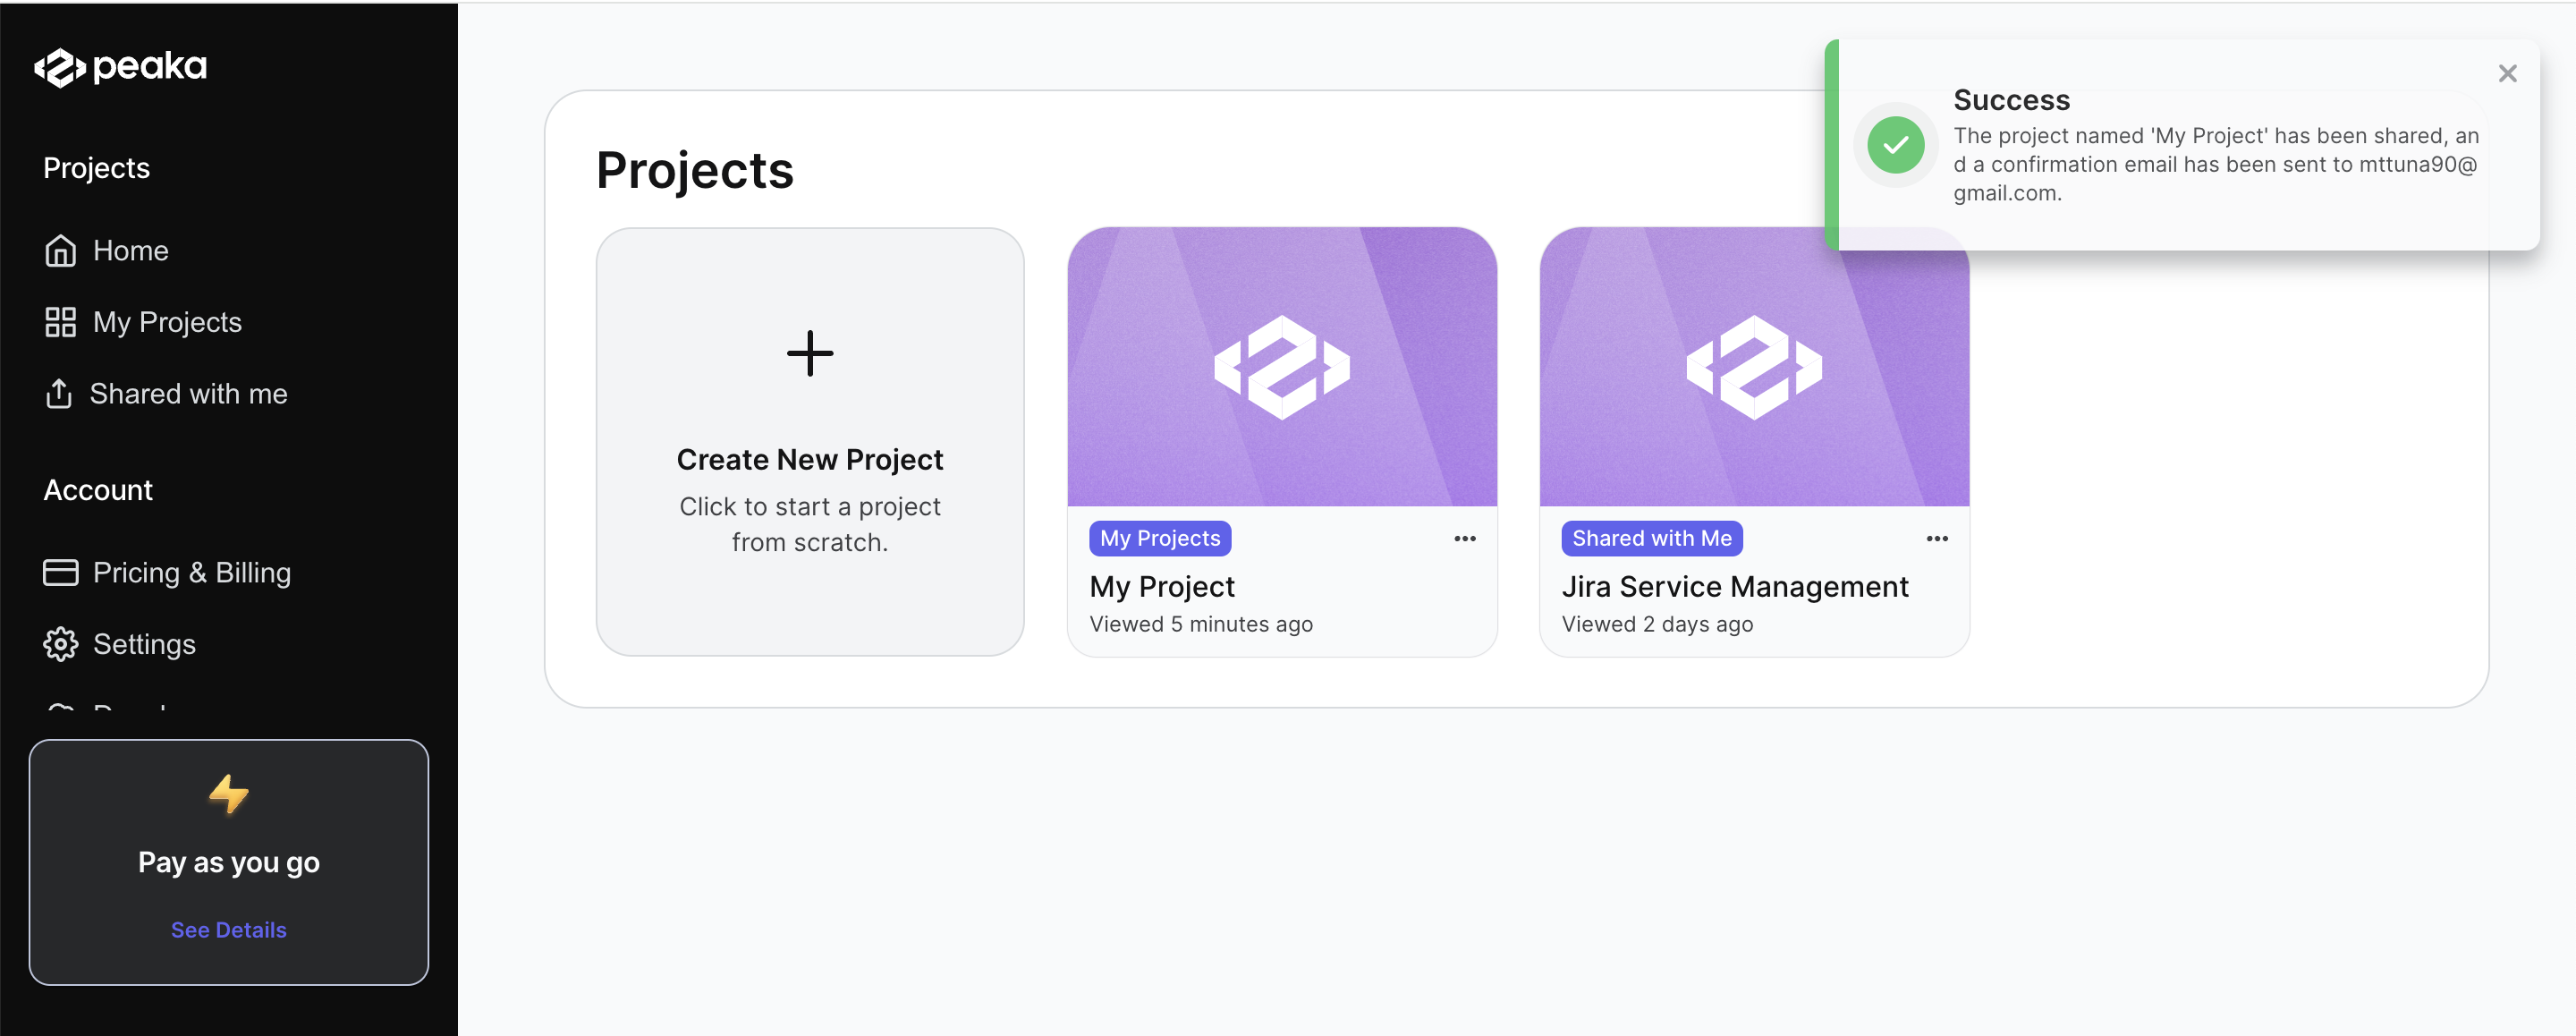 peaka
Projects
Home
My Projects
Shared with me
Account
Pricing & Billing
Settings
Pay as you go
See Details
Projects
Create New Project
Click to start a project
from scratch.
My Projects
My Project
Viewed 5 minutes ago
Shared with Me
Jira Service Management
Viewed 2 days ago
Success
The project named 'My Project' has been shared, an
d a confirmation email has been sent to mttuna90@
gmail.com.